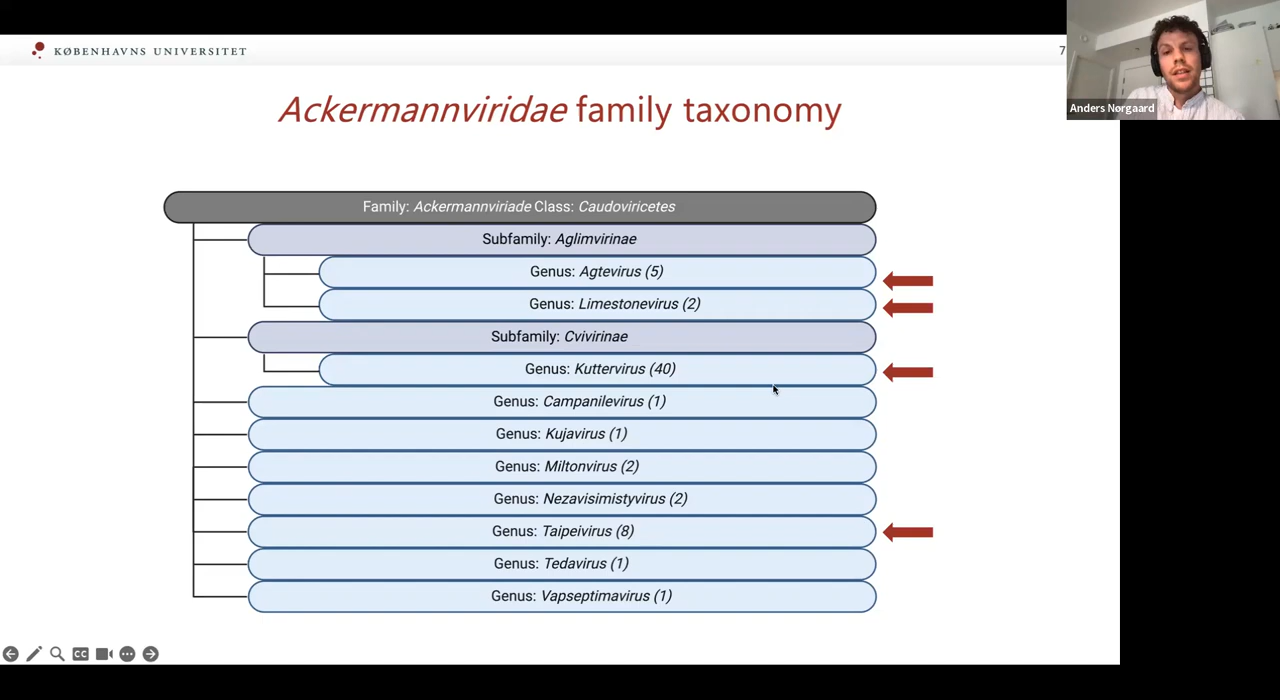 KØBENHAVNS UNIVERSITET
7
Anders Nørgaard
Ackermannviridae family taxonomy
Family: Ackermannviriade Class: Caudoviricetes
Subfamily: Aglimvirinae
Genus: Agtevirus (5)
Genus: Limestonevirus (2)
Subfamily: Cvivirinae
Genus: Kuttervirus (40)
Genus: Campanilevirus (1)
Genus: Kujavirus (1)
Genus: Miltonvirus (2)
Genus: Nezavisimistyvirus (2)
Genus: Taipeivirus (8)
Genus: Tedavirus (1)
Genus: Vapseptimavirus (1)
CC